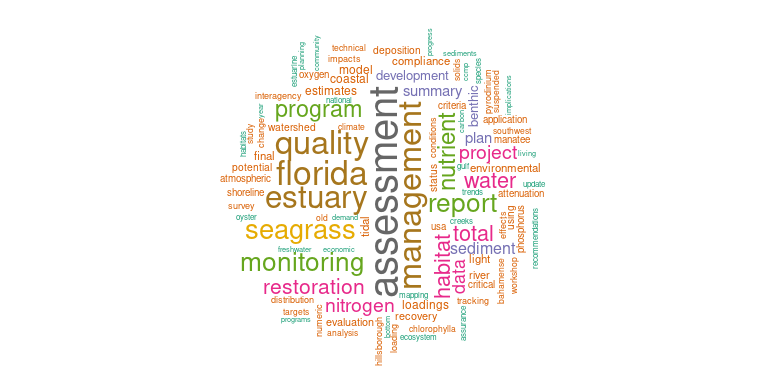 progress
community
planning
technical
deposition
sediments
impacts
compliance
estuarine
oxygen
model
coastal
development
solids
ccmp
species
pyrodinium
suspended
implications
interagency
estimates
summary
national
program
criteria
benthic
year
study
change
habitats
watershed
climate
quality
assessment
management
conditions
nutrient
carbon
application
southwest
plan
manatee
final
potential
atmospheric
florida
status
project
living
gulf
environmental
water
update
shoreline
estuary
trends
attenuation
survey
report
oyster
old
demand
tidal
seagrass
usa
creeks
total
effects
using
phosphorus
recommendations
freshwater
economic
sediment
monitoring
habitat
data
light
river
critical
bahamense
workshop
restoration
mapping
distribution
nitrogen
loadings
tracking
targets
programs
numeric
evaluation
recovery
assurance
analysis
hillsborough
bottom
loading
chlorophylla
ecosystem